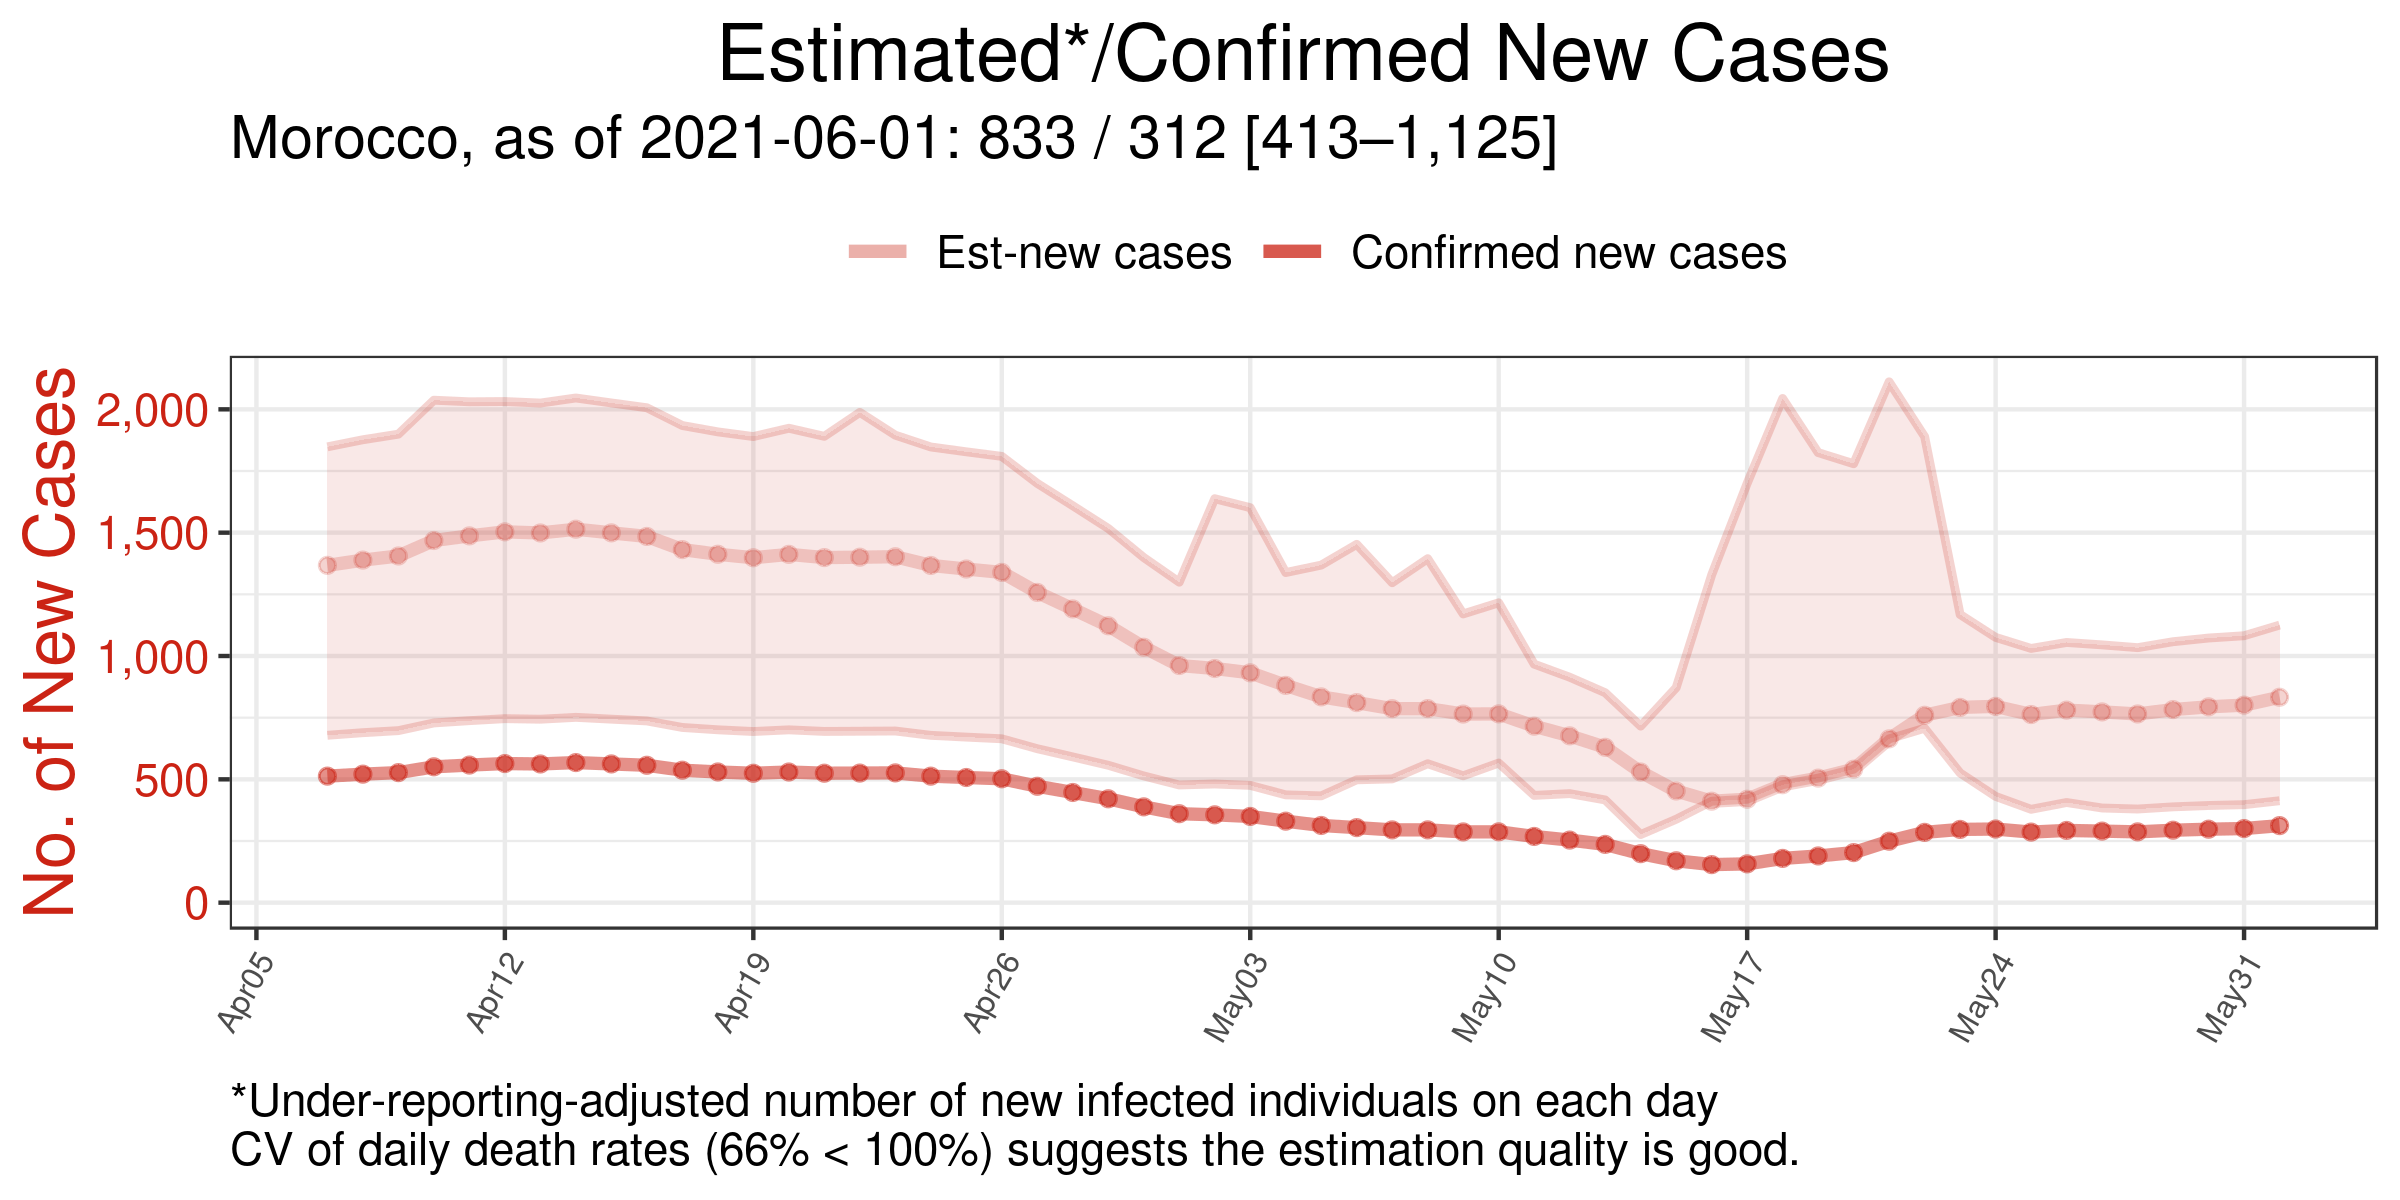 Estimated*/Confirmed New Cases
Morocco, as of 2021-06-01: 833 / 312 [413–1,125]
Est-new cases Confirmed new cases
No. of New Cases
2,000
1,500
1,000
500
0
Apr05 Apr12 Apr19 Apr26 May03 May10 May17 May24 May31
*Under-reporting-adjusted number of new infected individuals on each day
CV of daily death rates (66% < 100%) suggests the estimation quality is good.